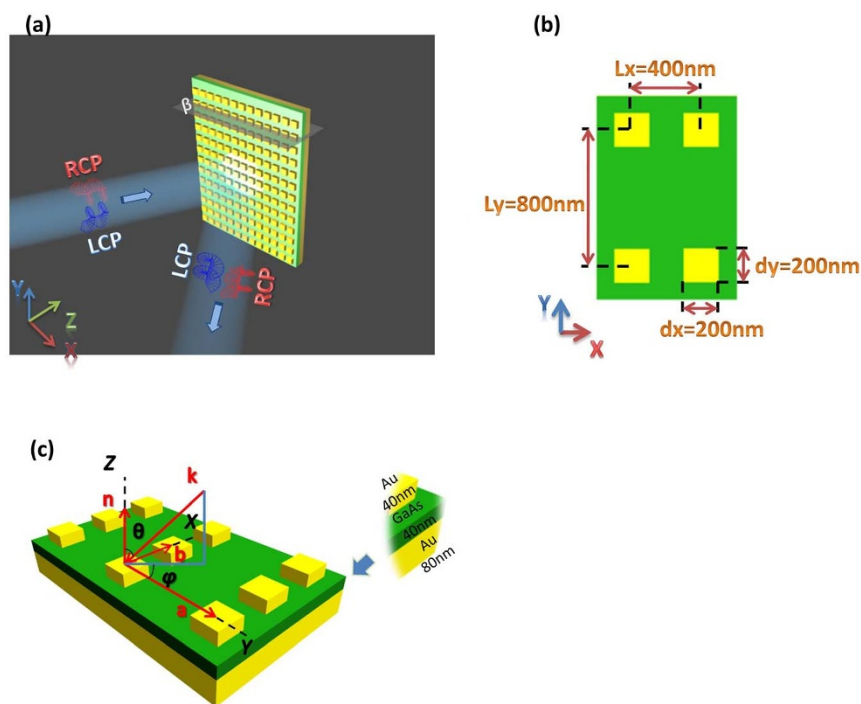 (a)
β
RCP
LCP
LCP
RCP
Y
Z
X
(b)
Lx=400nm
Ly=800nm
dy=200nm
dx=200nm
Y
X
(c)
Z
k
n
θ
X
b
φ
a
Y
Au
40nm
GaAs
40nm
Au
80nm